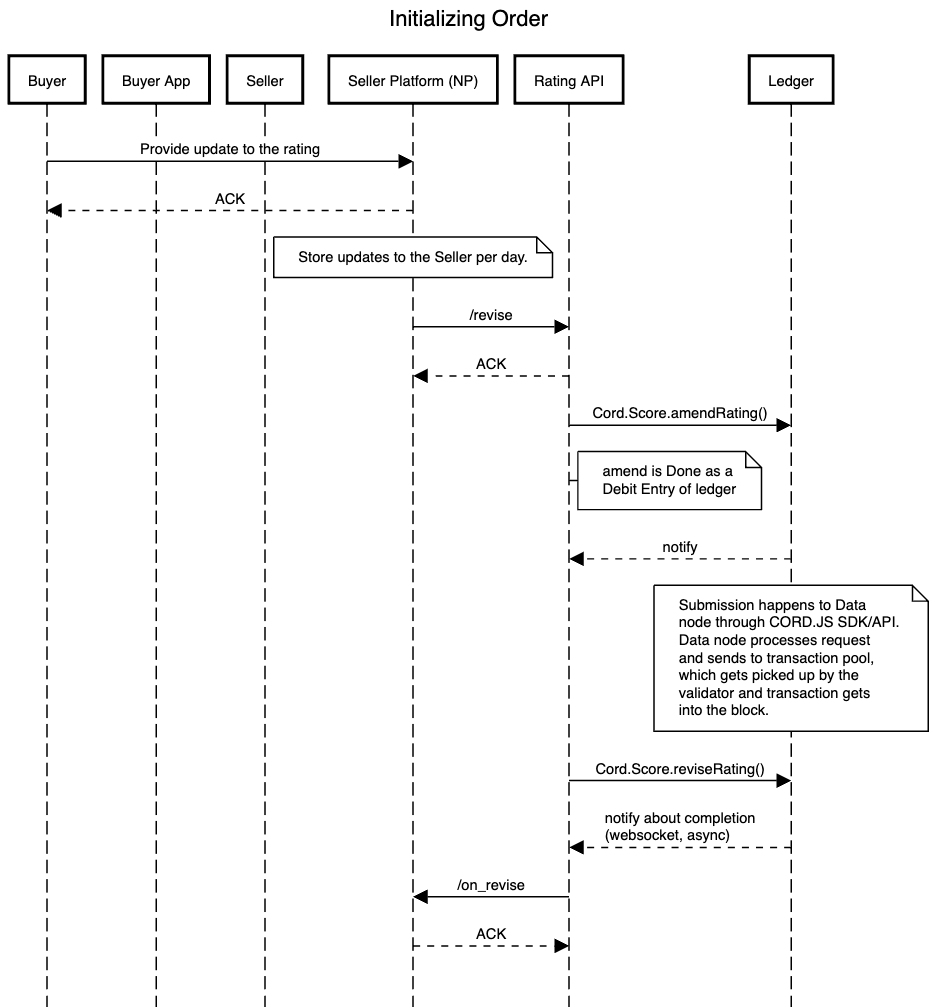 Initializing Order
Buyer
Buyer App
Seller
Seller Platform (NP)
Rating API
Ledger
Provide update to the rating
ACK
Store updates to the Seller per day.
/revise
ACK
Cord.Score.amendRating()
amend is Done as a
Debit Entry of ledger
notify
Submission happens to Data
node through CORD.JS SDK/API.
Data node processes request
and sends to transaction pool,
which gets picked up by the
validator and transaction gets
into the block.
Cord.Score.reviseRating()
notify about completion
(websocket, async)
/on_revise
ACK